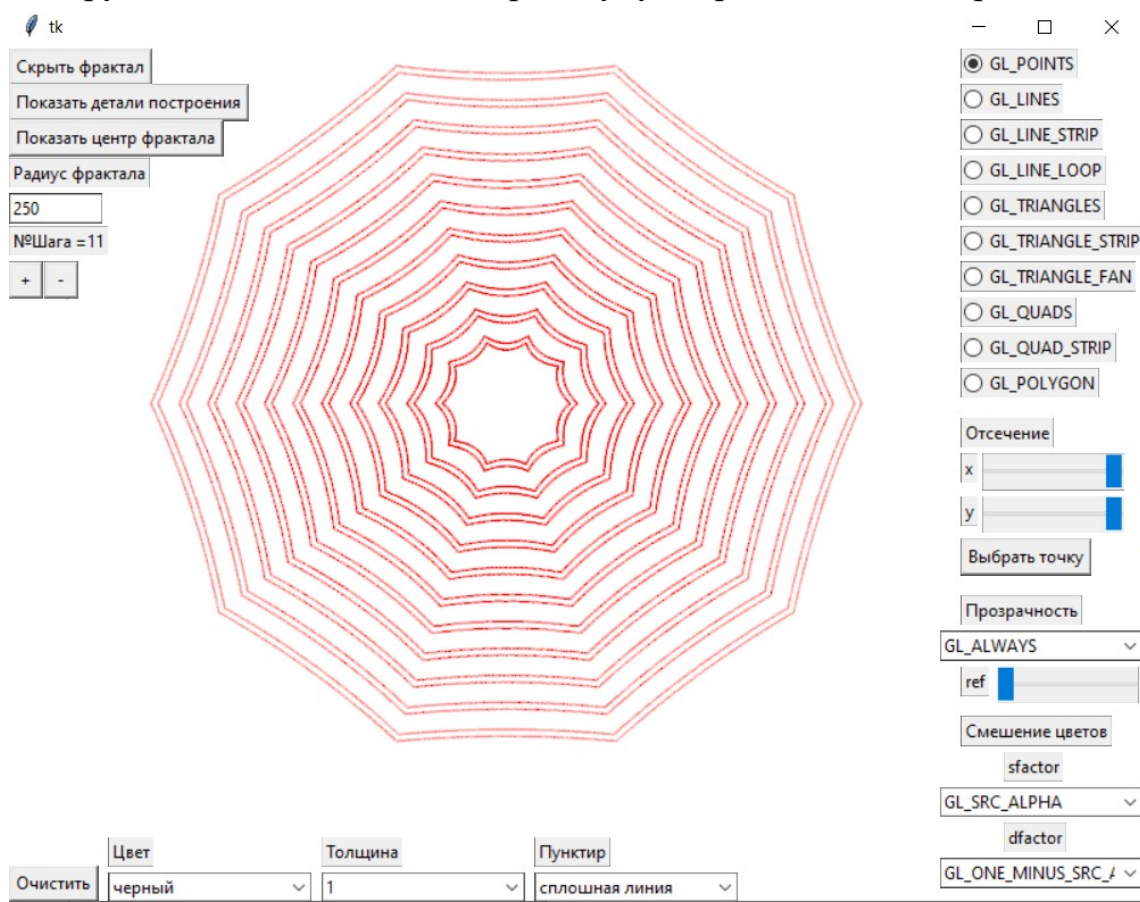 tk
Скрыть фрактал
Показать детали построения
Показать центр фрактала
Радиус фрактала
250
№Шага =11
+ -
GL_POINTS
GL_LINES
GL_LINE_STRIP
GL_LINE_LOOP
GL_TRIANGLES
GL_TRIANGLE_STRIP
GL_TRIANGLE_FAN
GL_QUADS
GL_QUAD_STRIP
GL_POLYGON
Отсечение
x
y
Выбрать точку
Прозрачность
GL_ALWAYS
ref
Смешение цветов
sfactor
GL_SRC_ALPHA
dfactor
GL_ONE_MINUS_SRC_
Цвет Толщина Пунктир
Очистить черный 1 сплошная линия